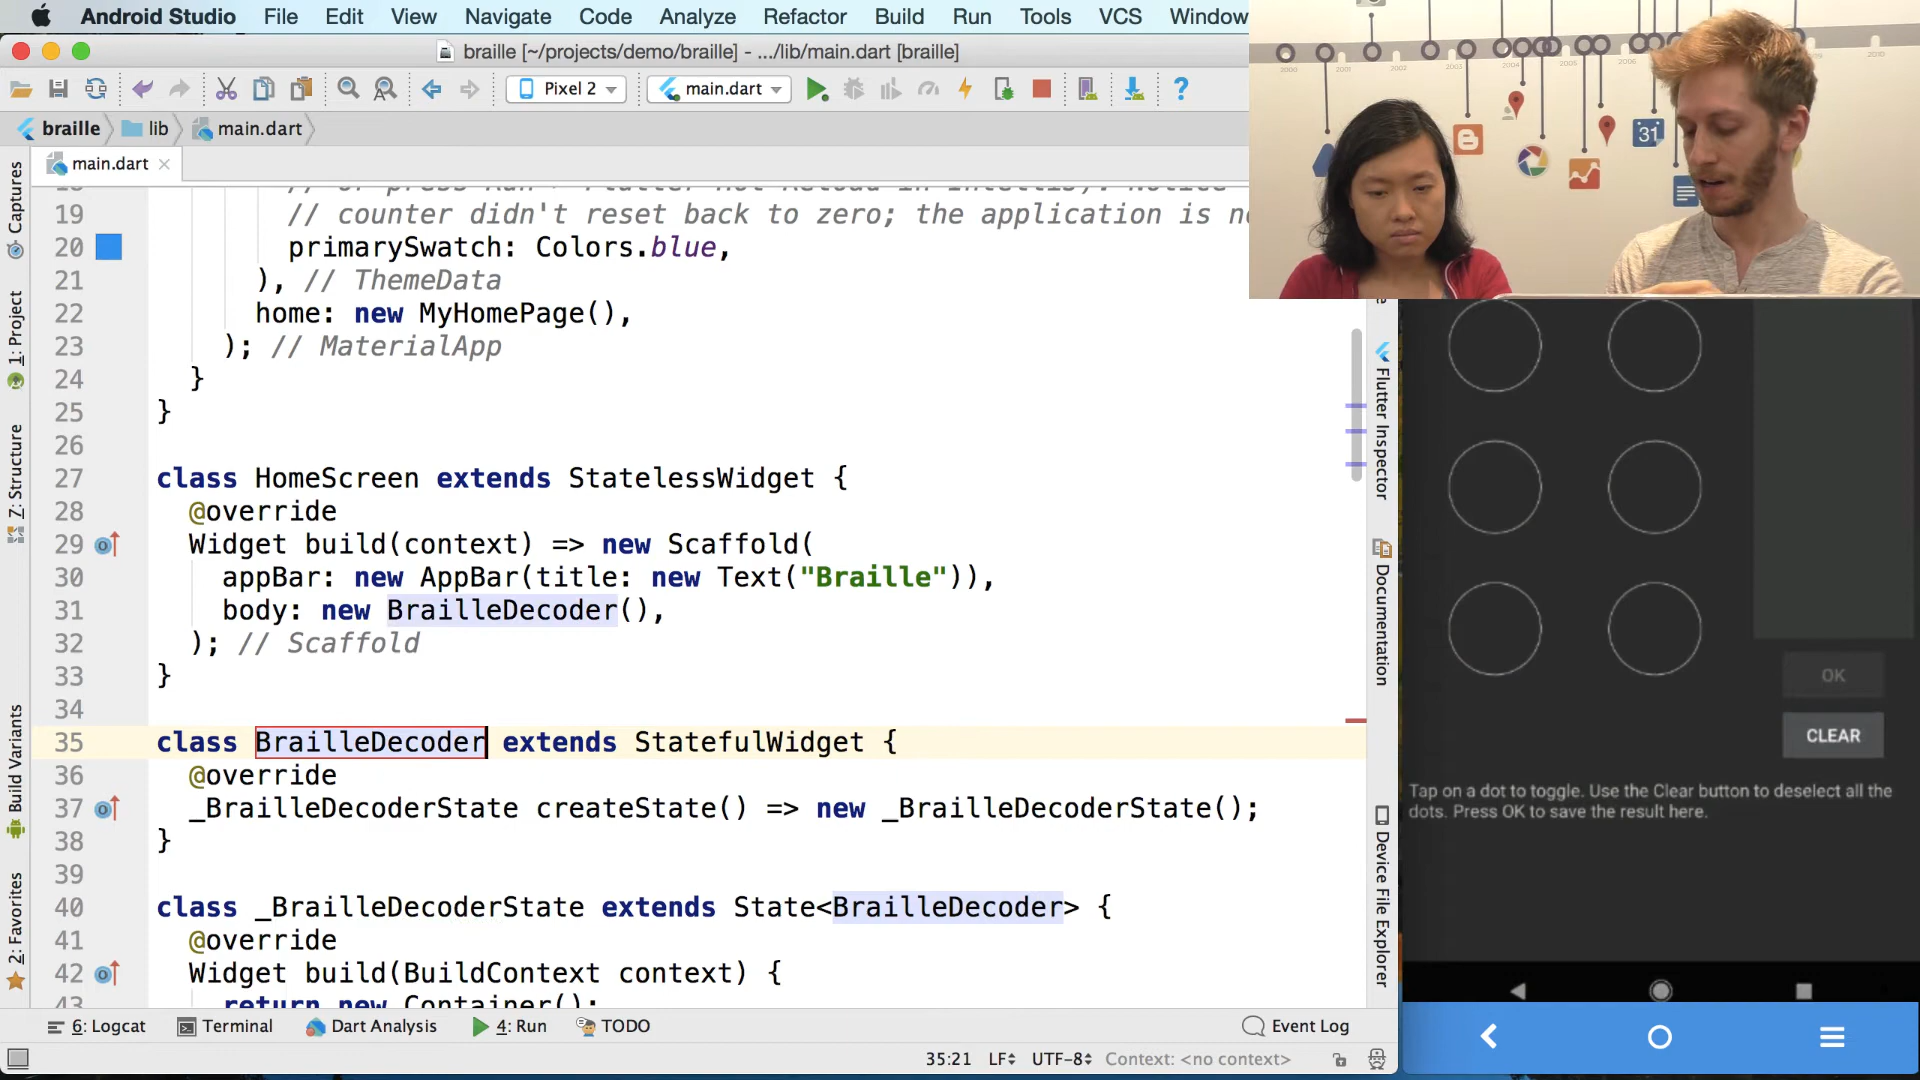 Android Studio File Edit View Navigate Code Analyze Refactor Build Run Tools VCS Window
braille [~/projects/demo/braille] - .../lib/main.dart [braille]
Pixel 2 main.dart ?
braille lib main.dart
main.dart
19 // counter didn't reset back to zero; the application is
20 primarySwatch: Colors.blue,
21 ), // ThemeData
22 home: new MyHomePage(),
23 ); // MaterialApp
24 }
25 }
26
27 class HomeScreen extends StatelessWidget {
28 @override
29 Widget build(context) => new Scaffold(
30 appBar: new AppBar(title: new Text("Braille")),
31 body: new BrailleDecoder(),
32 ); // Scaffold
33 }
34
35 class BrailleDecoder extends StatefulWidget {
36 @override
37 _BrailleDecoderState createState() => new _BrailleDecoderState();
38 }
39
40 class _BrailleDecoderState extends State<BrailleDecoder> {
41 @override
42 Widget build(BuildContext context) {
43 return new Container();
Captures
1: Project
Z: Structure
Build Variants
2: Favorites
Flutter Inspector
Documentation
Device File Explorer
6: Logcat Terminal Dart Analysis 4: Run TODO Event Log
35:21 LF UTF-8 Context: <no context>
2000 2001 2002 2003 2004 2005 2006 2010
31
OK
CLEAR
Tap on a dot to toggle. Use the Clear button to deselect all the
dots. Press OK to save the result here.